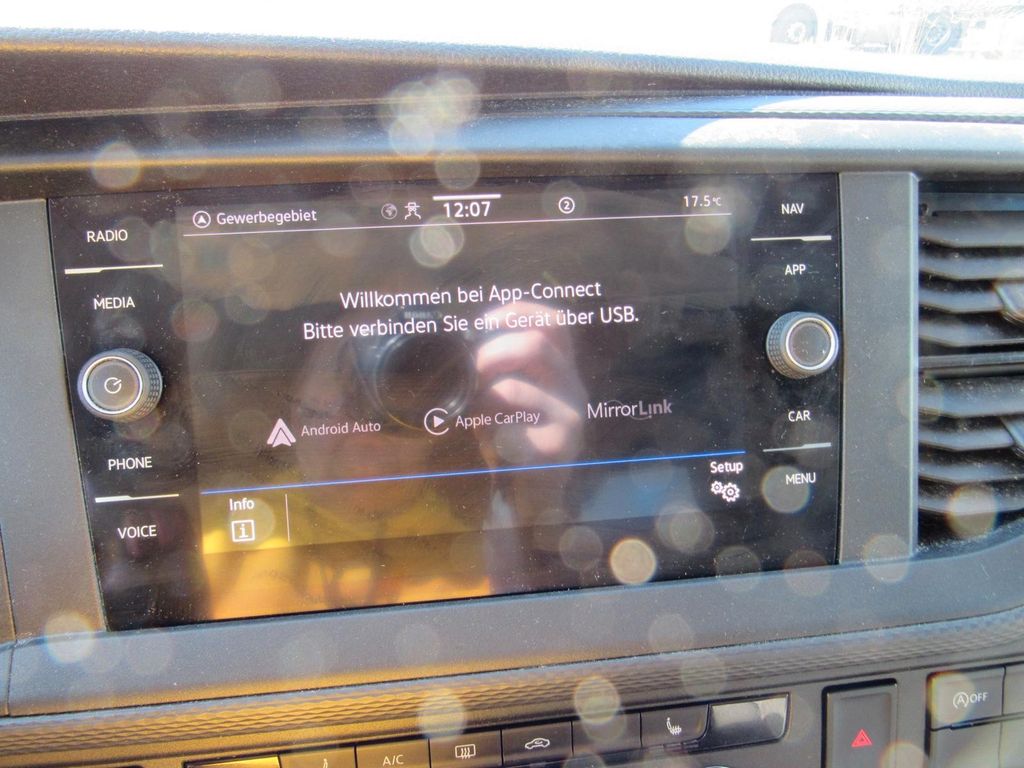 Gewerbegebiet 12:07 2 17.5°C
RADIO
MEDIA
PHONE
VOICE
Willkommen bei App-Connect
Bitte verbinden Sie ein Gerät über USB.
Android Auto Apple CarPlay MirrorLink
Info
i
Setup
NAV
APP
CAR
MENU
A/C
A OFF